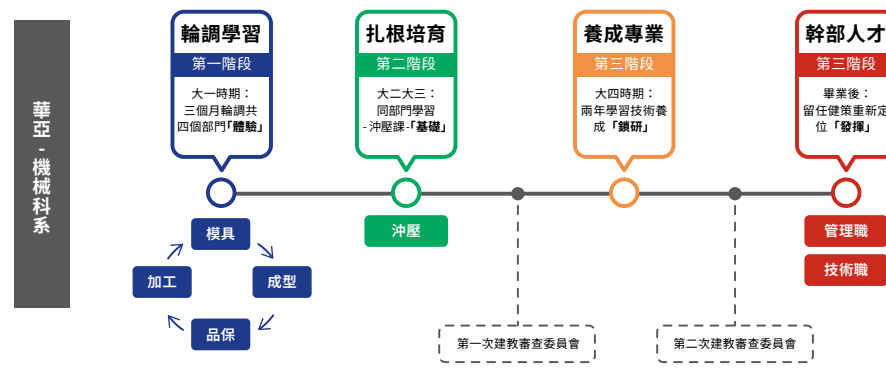 華亞-機械科系
輪調學習
第一階段
大一時期：
三個月輪調共
四個部門「體驗」
扎根培育
第二階段
大二大三：
同部門學習
-沖壓課-「基礎」
養成專業
第三階段
大四時期：
兩年學習技術養
成「鎖研」
幹部人才
第三階段
畢業後：
留任健策重新定
位「發揮」
模具
成型
品保
加工
沖壓
管理職
技術職
第一次建教審查委員會
第二次建教審查委員會